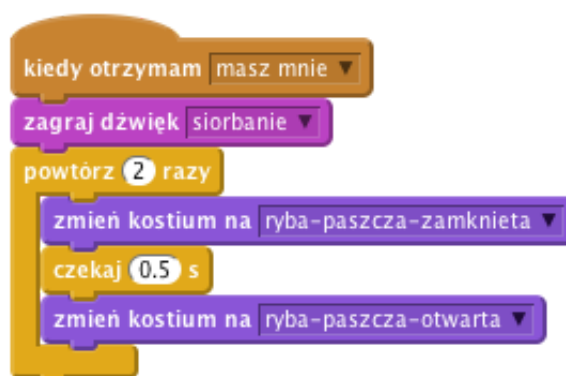 kiedy otrzymam masz mnie
zagraj dźwięk siorbanie
powtórz 2 razy
zmień kostium na ryba-paszcza-zamknieta
czekaj 0.5 s
zmień kostium na ryba-paszcza-otwarta